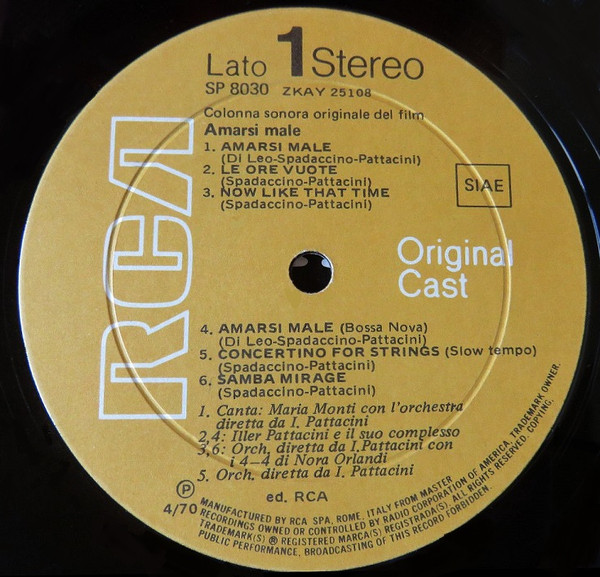 Lato 1 Stereo
SP 8030 ZKAY 25108
Colonna sonora originale del film
Amarsi male
1. AMARSI MALE
(Di Leo-Spadaccino-Pattacini)
2. LE ORE VUOTE
(Spadaccino-Pattacini)
3. NOW LIKE THAT TIME
(Spadaccino-Pattacini)
SIAE
RCA
Original
Cast
4. AMARSI MALE (Bossa Nova)
(Di Leo-Spadaccino-Pattacini)
5. CONCERTINO FOR STRINGS (Slow tempo)
(Spadaccino-Pattacini)
6. SAMBA MIRAGE
(Spadaccino-Pattacini)
1. Canta: Maria Monti con l'orchestra
diretta da I. Pattacini
2,4: Iller Pattacini e il suo complesso
3,6: Orch. diretta da I.Pattacini con
i 4-4 di Nora Orlandi
5. Orch. diretta da I. Pattacini
ed. RCA
Ⓟ
4/70
MANUFACTURED BY RCA SPA, ROME, ITALY FROM MASTER
RECORDINGS OWNED OR CONTROLLED BY RADIO CORPORATION OF AMERICA, TRADEMARK OWNER.
TRADEMARK(S) ® REGISTERED MARCA(S) REGISTRADA(S). ALL RIGHTS RESERVED. COPYING,
PUBLIC PERFORMANCE, BROADCASTING OF THIS RECORD FORBIDDEN.